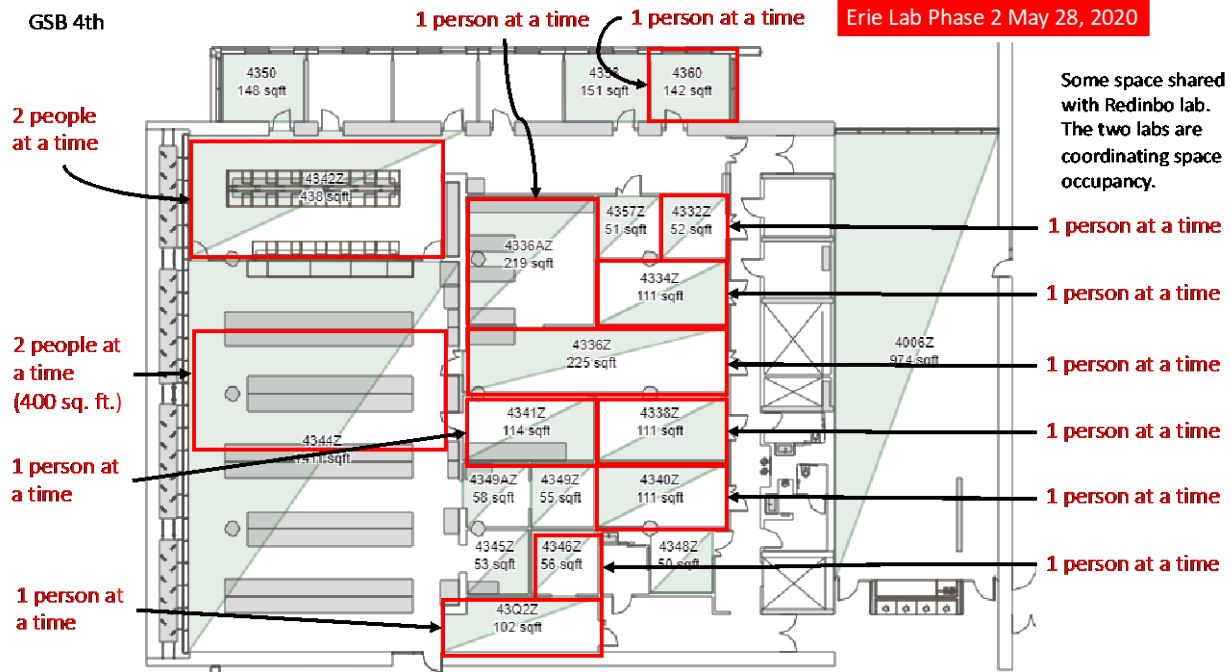 GSB 4th
1 person at a time
1 person at a time
Erie Lab Phase 2 May 28, 2020
Some space shared
with Redinbo lab.
The two labs are
coordinating space
occupancy.
4350
148 sqft
151 sqft
4360
142 sqft
2 people
at a time
4342Z
438 sqft
4357Z
51 sqft
4332Z
52 sqft
1 person at a time
4336AZ
219 sqft
4334Z
111 sqft
1 person at a time
2 people at
a time
(400 sq. ft.)
4336Z
225 sqft
4006Z
974 sqft
1 person at a time
4341Z
114 sqft
4338Z
111 sqft
1 person at a time
4344Z
sqft
1 person at
a time
4349AZ
58 sqft
4349Z
55 sqft
4340Z
111 sqft
1 person at a time
4345Z
53 sqft
4346Z
56 sqft
4348Z
50 sqft
1 person at a time
1 person at
a time
43Q2Z
102 sqft